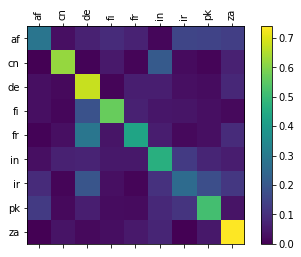 af cn de fi fr in ir pk za
af
cn
de
fi
fr
in
ir
pk
za
0.7
0.6
0.5
0.4
0.3
0.2
0.1
0.0